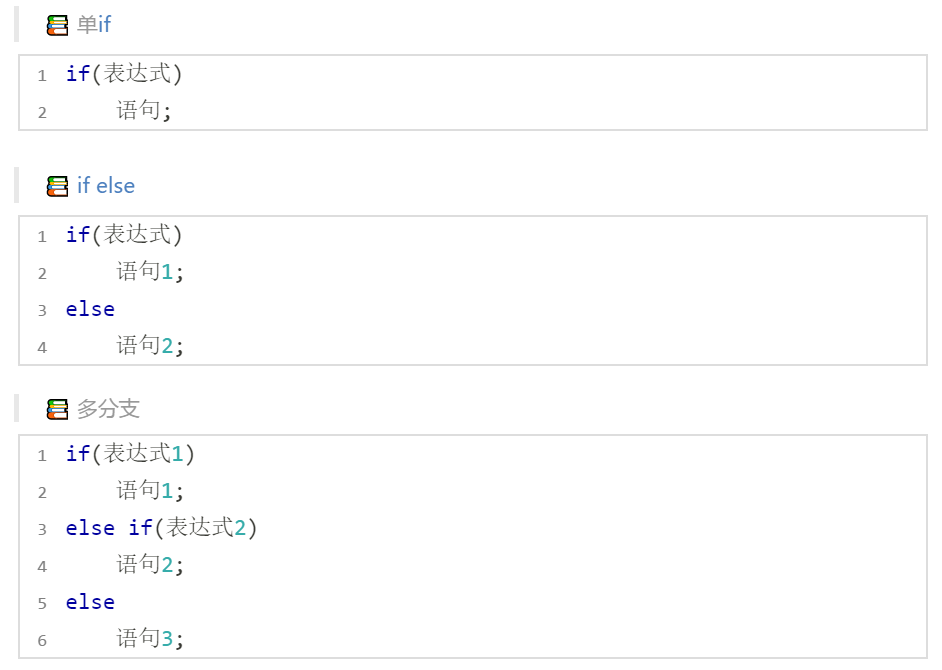 单if
1 if(表达式)
2 语句;
if else
1 if(表达式)
2 语句1;
3 else
4 语句2;
多分支
1 if(表达式1)
2 语句1;
3 else if(表达式2)
4 语句2;
5 else
6 语句3;